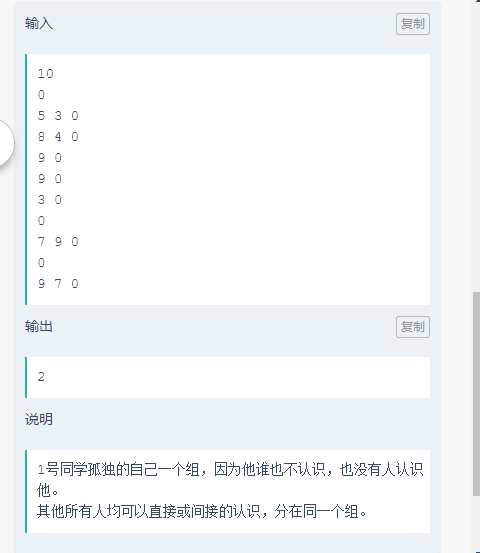 输入
复制
10
0
5 3 0
8 4 0
9 0
9 0
3 0
0
7 9 0
0
9 7 0
输出
复制
2
说明
1号同学孤独的自己一个组，因为他谁也不认识，也没有人认识
他。
其他所有人均可以直接或间接的认识，分在同一个组。